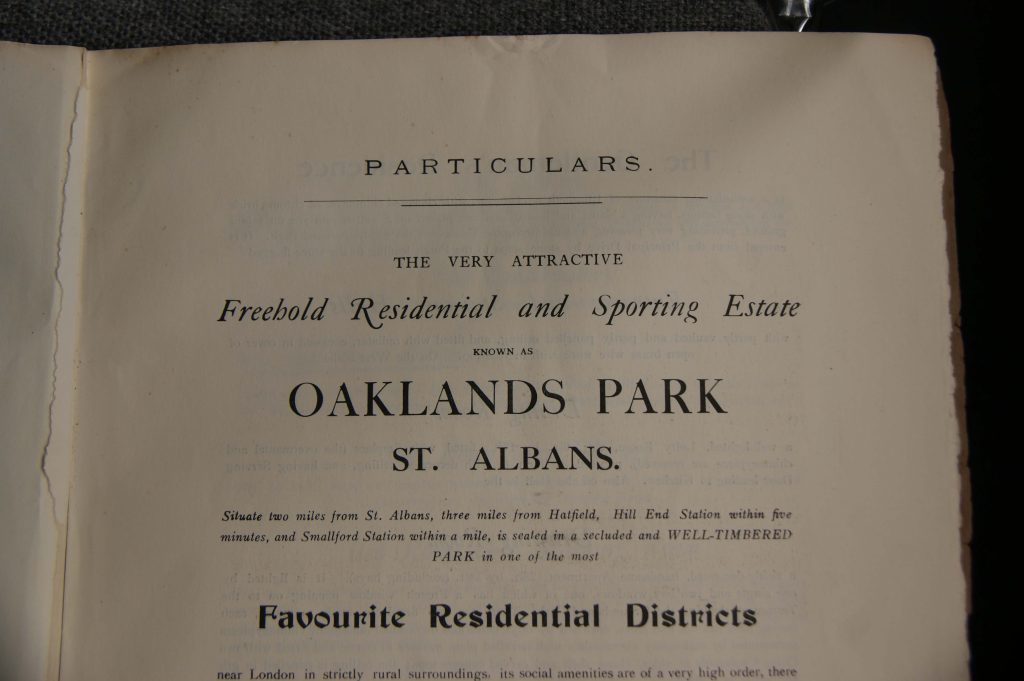 PARTICULARS.
THE VERY ATTRACTIVE
Freehold Residential and Sporting Estate
KNOWN AS
OAKLANDS PARK
ST. ALBANS.
Situate two miles from St. Albans, three miles from Hatfield, Hill End Station within five
minutes, and Smallford Station within a mile, is sealed in a secluded and WELL-TIMBERED
PARK in one of the most
Favourite Residential Districts
near London in strictly rural surroundings, its social amenities are of a very high order, there